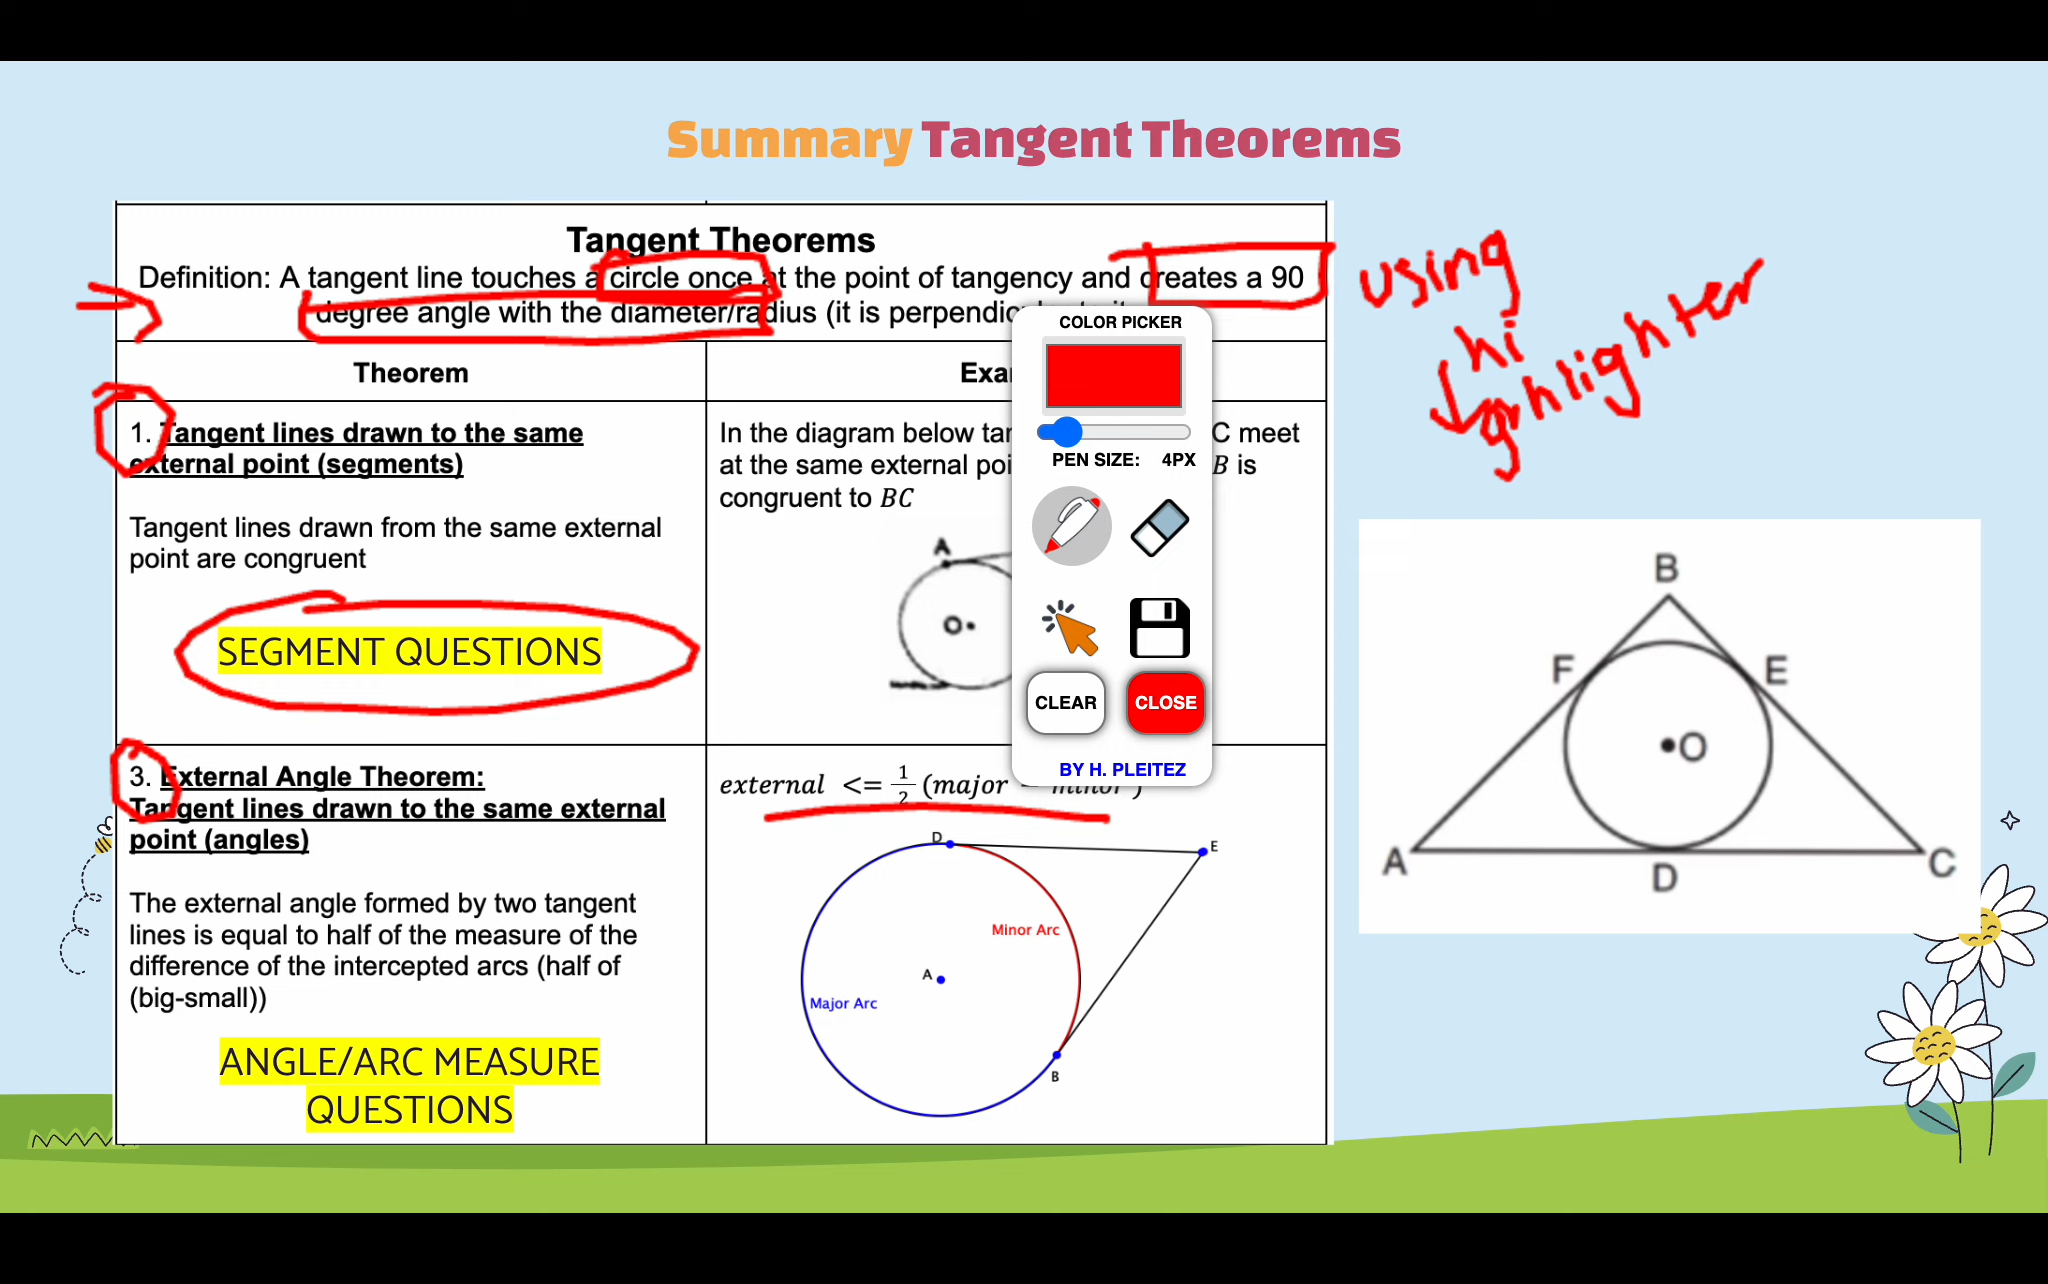 Summary Tangent Theorems
Tangent Theorems
Definition: A tangent line touches a circle once at the point of tangency and creates a 90
degree angle with the diameter/radius (it is
Theorem
1. Tangent lines drawn to the same
external point (segments)
Tangent lines drawn from the same external
point are congruent
SEGMENT QUESTIONS
In the diagram below
C meet
at the same external
B is
congruent to BC
A
O
3. External Angle Theorem:
Tangent lines drawn to the same external
point (angles)
The external angle formed by two tangent
lines is equal to half of the measure of the
difference of the intercepted arcs (half of
(big-small))
ANGLE/ARC MEASURE
QUESTIONS
external <= 1/2 (major - minor )
D
E
Minor Arc
A
Major Arc
B
COLOR PICKER
PEN SIZE: 4PX
CLEAR CLOSE
BY H. PLEITEZ
using
hi
ghlighter
B
F E
O
A D C